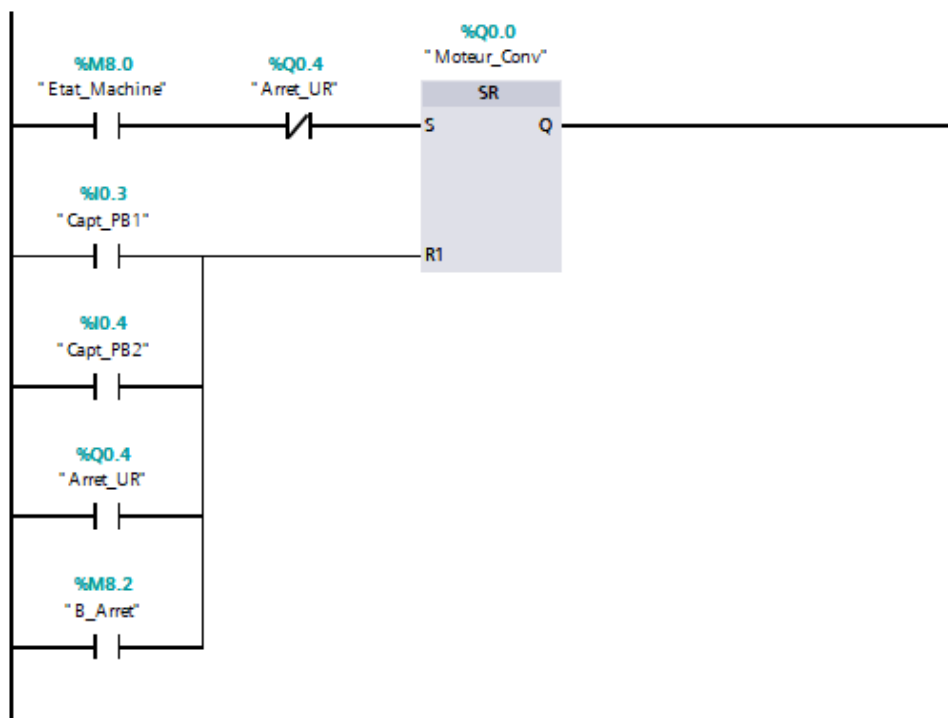 %Q0.0
"Moteur_Conv"
%M8.0
"Etat_Machine"
%Q0.4
"Arret_UR"
SR
S
Q
%I0.3
"Capt_PB1"
R1
%I0.4
"Capt_PB2"
%Q0.4
"Arret_UR"
%M8.2
"B_Arret"